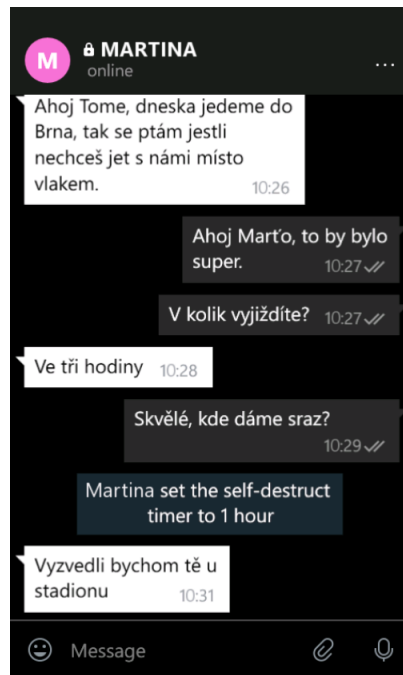 M
MARTINA
online
...
Ahoj Tome, dneska jedeme do
Brna, tak se ptám jestli
nechceš jet s námi místo
vlakem.
10:26
Ahoj Marťo, to by bylo
super.
10:27
V kolik vyjiždíte? 10:27
Ve tři hodiny 10:28
Skvělé, kde dáme sraz?
10:29
Martina set the self-destruct
timer to 1 hour
Vyzvedli bychom tě u
stadionu 10:31
Message